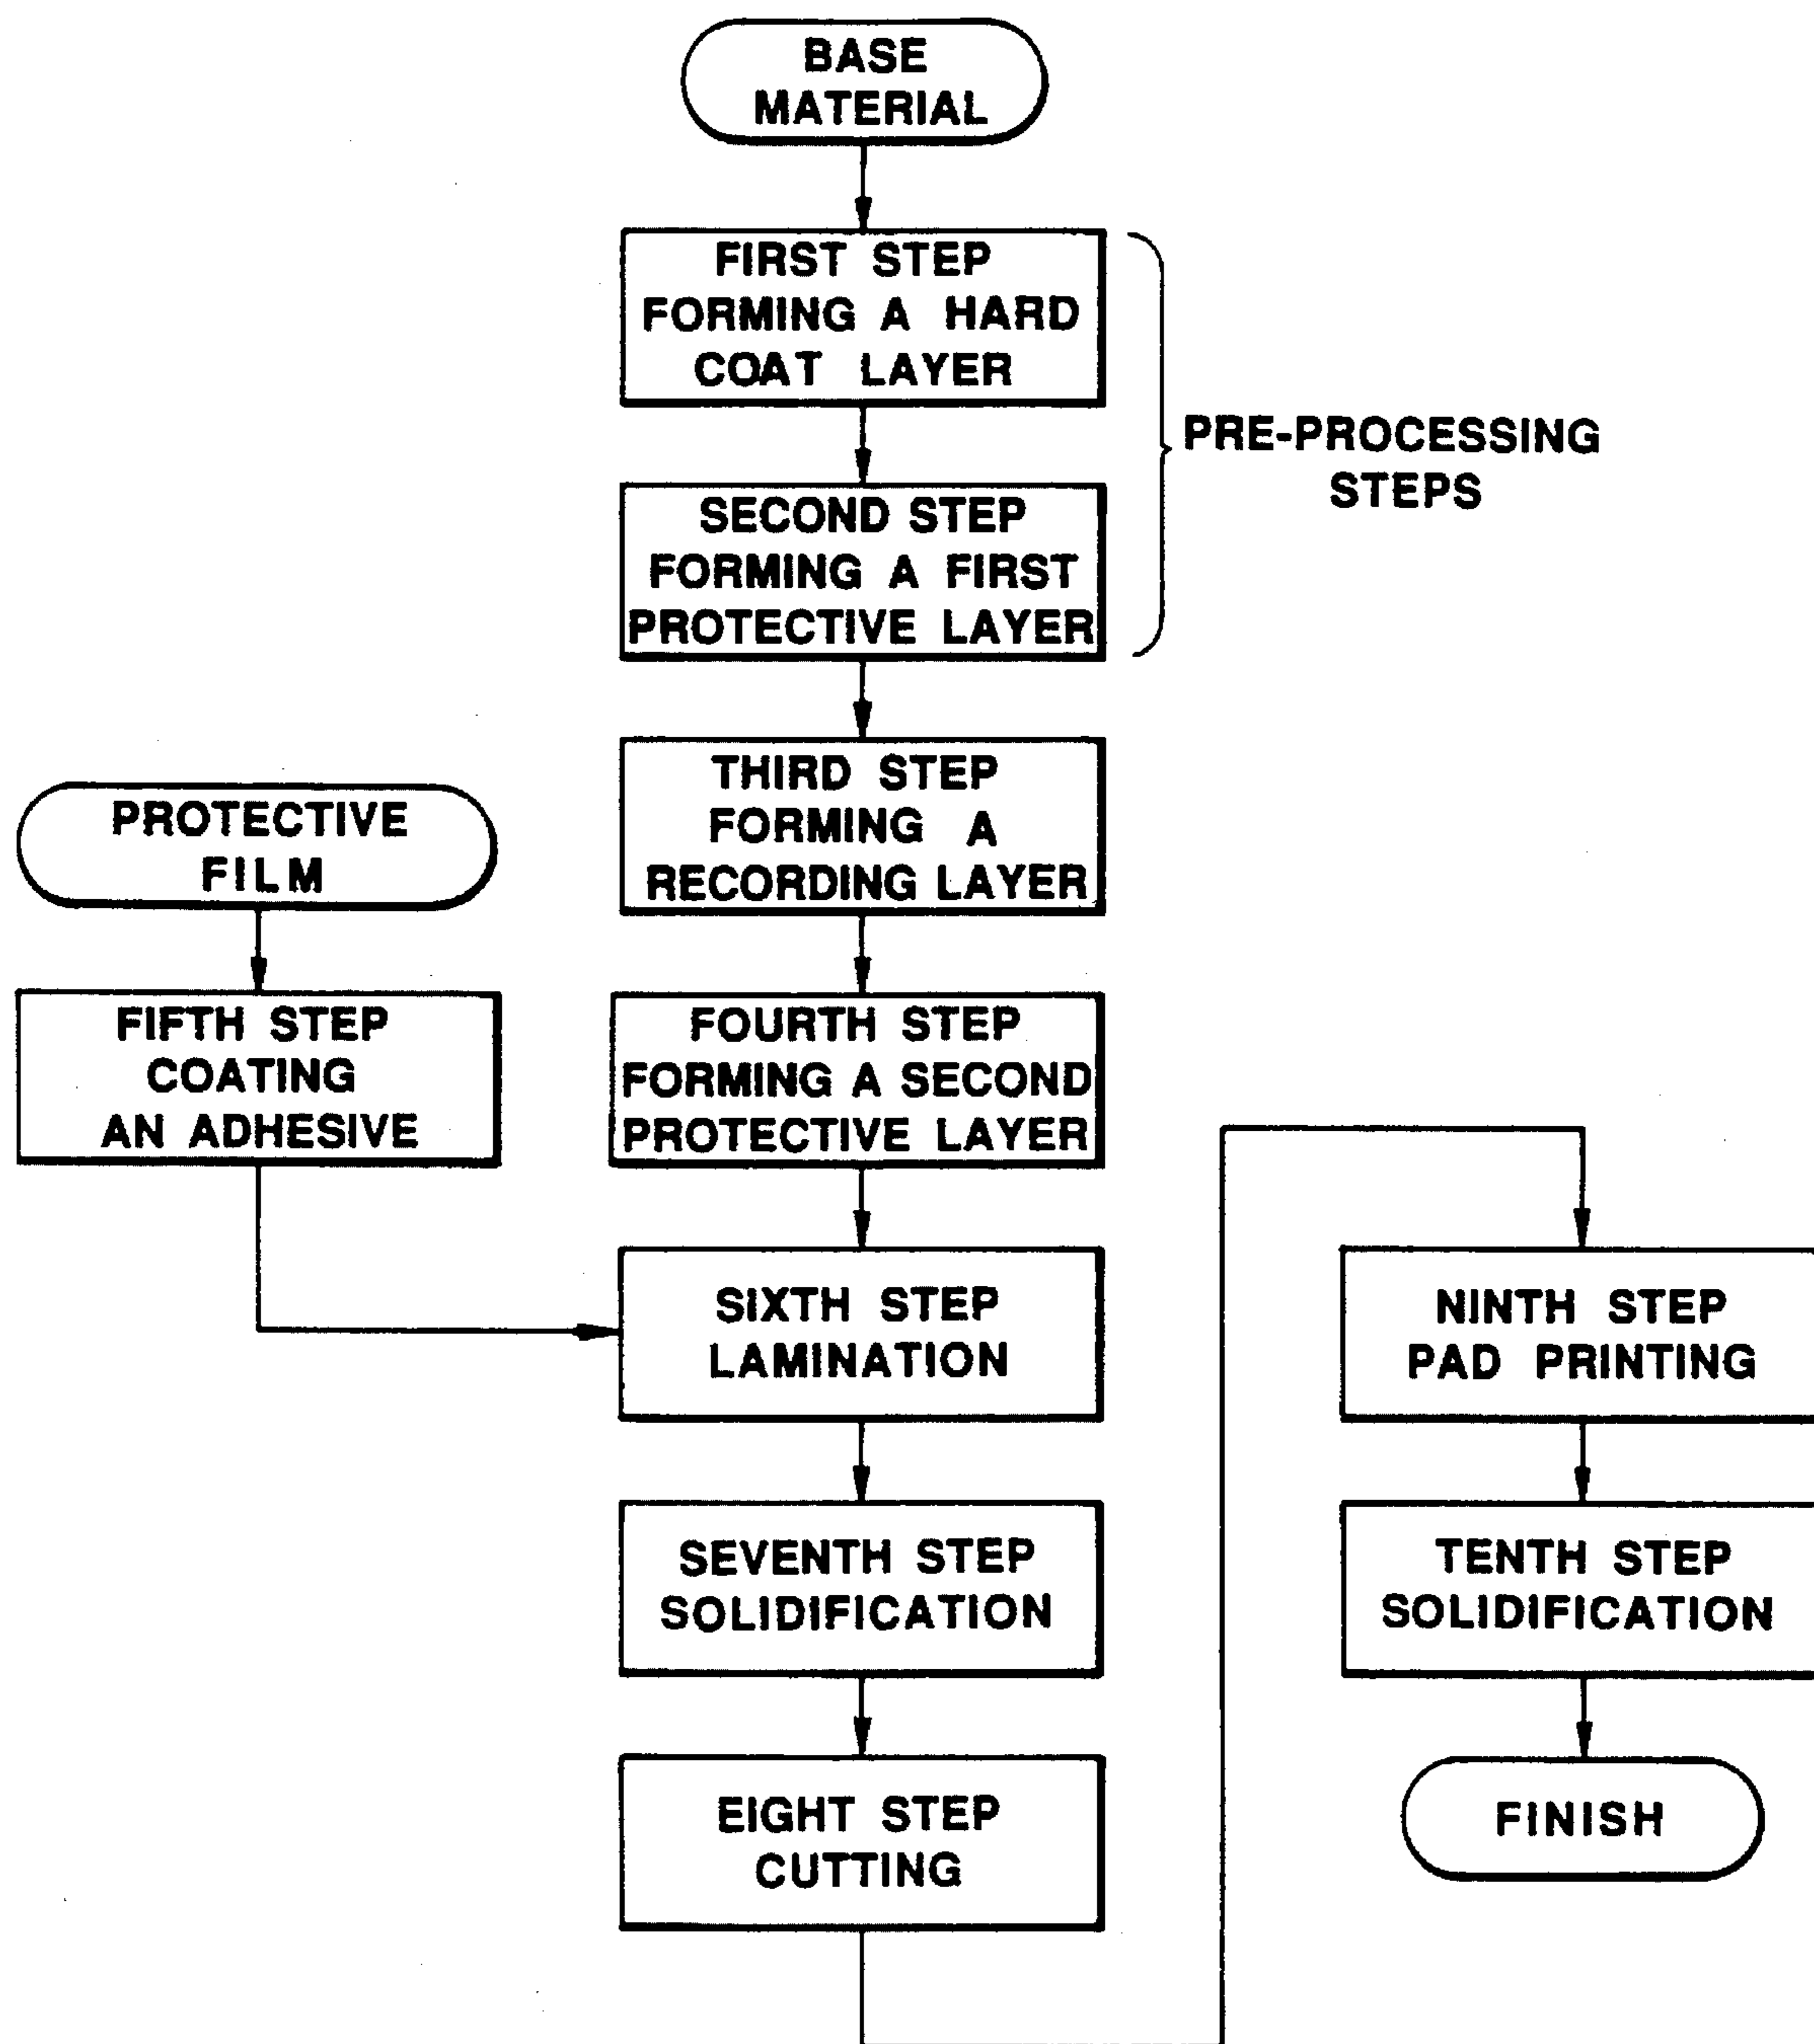 BASE
MATERIAL
FIRST STEP
FORMING A HARD
COAT LAYER
PRE-PROCESSING
STEPS
SECOND STEP
FORMING A FIRST
PROTECTIVE LAYER
THIRD STEP
FORMING A
RECORDING LAYER
PROTECTIVE
FILM
FIFTH STEP
COATING
AN ADHESIVE
FOURTH STEP
FORMING A SECOND
PROTECTIVE LAYER
SIXTH STEP
LAMINATION
SEVENTH STEP
SOLIDIFICATION
EIGHT STEP
CUTTING
NINTH STEP
PAD PRINTING
TENTH STEP
SOLIDIFICATION
FINISH